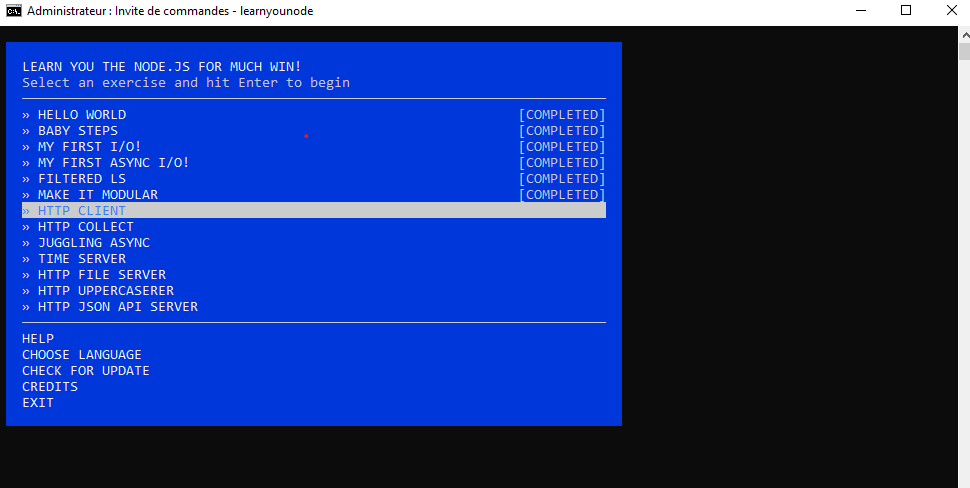 Administrateur : Invite de commandes - learnyounode
LEARN YOU THE NODE.JS FOR MUCH WIN!
Select an exercise and hit Enter to begin
» HELLO WORLD [COMPLETED]
» BABY STEPS [COMPLETED]
» MY FIRST I/O! [COMPLETED]
» MY FIRST ASYNC I/O! [COMPLETED]
» FILTERED LS [COMPLETED]
» MAKE IT MODULAR [COMPLETED]
» HTTP CLIENT
» HTTP COLLECT
» JUGGLING ASYNC
» TIME SERVER
» HTTP FILE SERVER
» HTTP UPPERCASERER
» HTTP JSON API SERVER
HELP
CHOOSE LANGUAGE
CHECK FOR UPDATE
CREDITS
EXIT